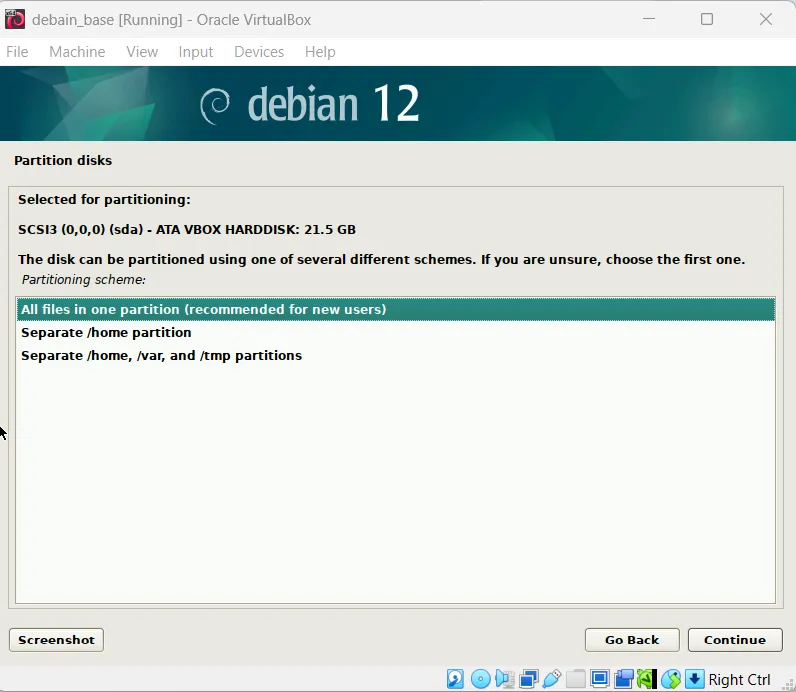 debain_base [Running] - Oracle VirtualBox
File Machine View Input Devices Help
debian 12
Partition disks
Selected for partitioning:
SCSI3 (0,0,0) (sda) - ATA VBOX HARDDISK: 21.5 GB
The disk can be partitioned using one of several different schemes. If you are unsure, choose the first one.
Partitioning scheme:
All files in one partition (recommended for new users)
Separate /home partition
Separate /home, /var, and /tmp partitions
Screenshot Go Back Continue
Right Ctrl